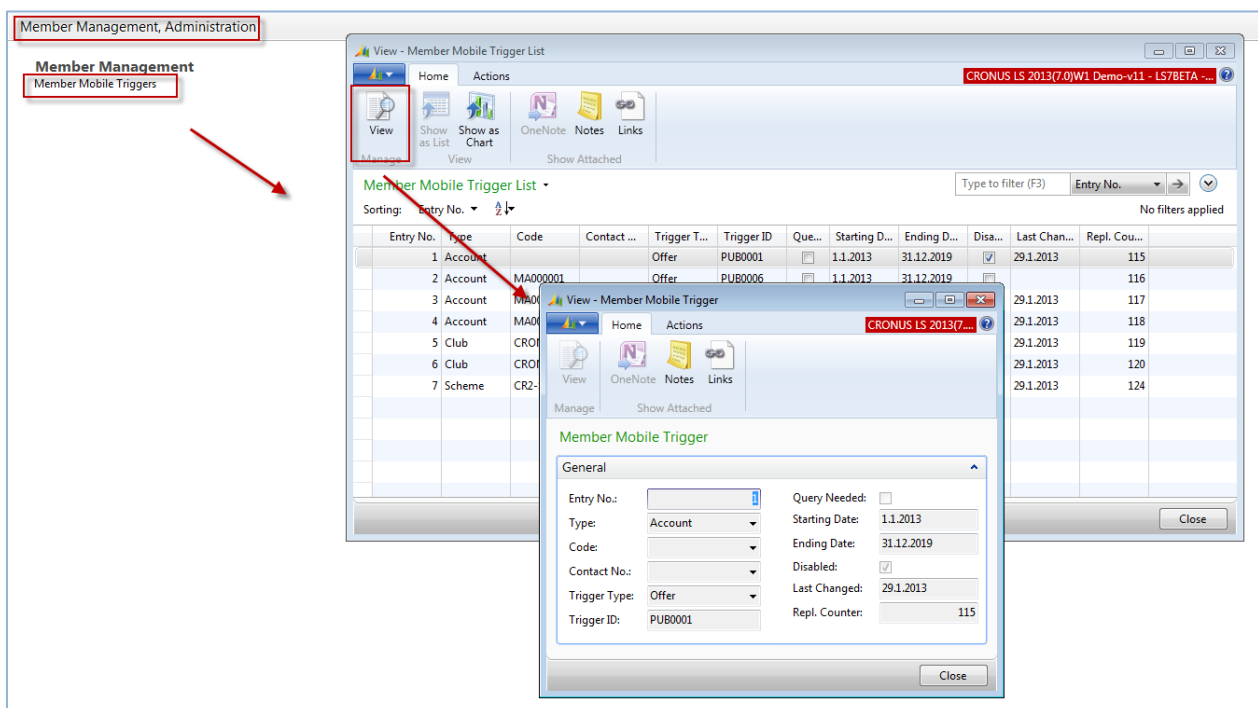 Member Management, Administration
Member Management
Member Mobile Triggers
View - Member Mobile Trigger List
Home Actions
CRONUS LS 2013(7.0)W1 Demo-v11 - LS7BETA -...
View Show as List Show as Chart OneNote Notes Links
Manage View Show Attached
Member Mobile Trigger List
Type to filter (F3) Entry No.
Sorting: Entry No. No filters applied
Entry No. Type Code Contact ... Trigger T... Trigger ID Que... Starting D... Ending D... Disa... Last Chan... Repl. Cou...
1 Account Offer PUB0001 1.1.2013 31.12.2019 29.1.2013 115
2 Account MA000001 Offer PUB0006 1.1.2013 31.12.2019 116
3 Account 29.1.2013 117
4 Account 29.1.2013 118
5 Club 29.1.2013 119
6 Club 29.1.2013 120
7 Scheme CR2- 29.1.2013 124
Close
View - Member Mobile Trigger
Home Actions
CRONUS LS 2013(7....
View OneNote Notes Links
Manage Show Attached
Member Mobile Trigger
General
Entry No.: 1 Query Needed:
Type: Account Starting Date: 1.1.2013
Code: Ending Date: 31.12.2019
Contact No.: Disabled:
Trigger Type: Offer Last Changed: 29.1.2013
Trigger ID: PUB0001 Repl. Counter: 115
Close